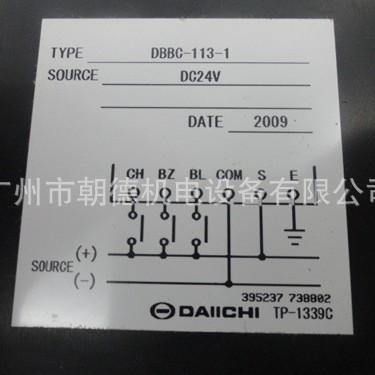 TYPE DBBC-113-1
SOURCE DC24V
DATE 2009
CH BZ BL COM S E
广州市朝德机电设备有限公司
(+)
SOURCE
(-)
395237 738802
DAIICHI TP-1339C